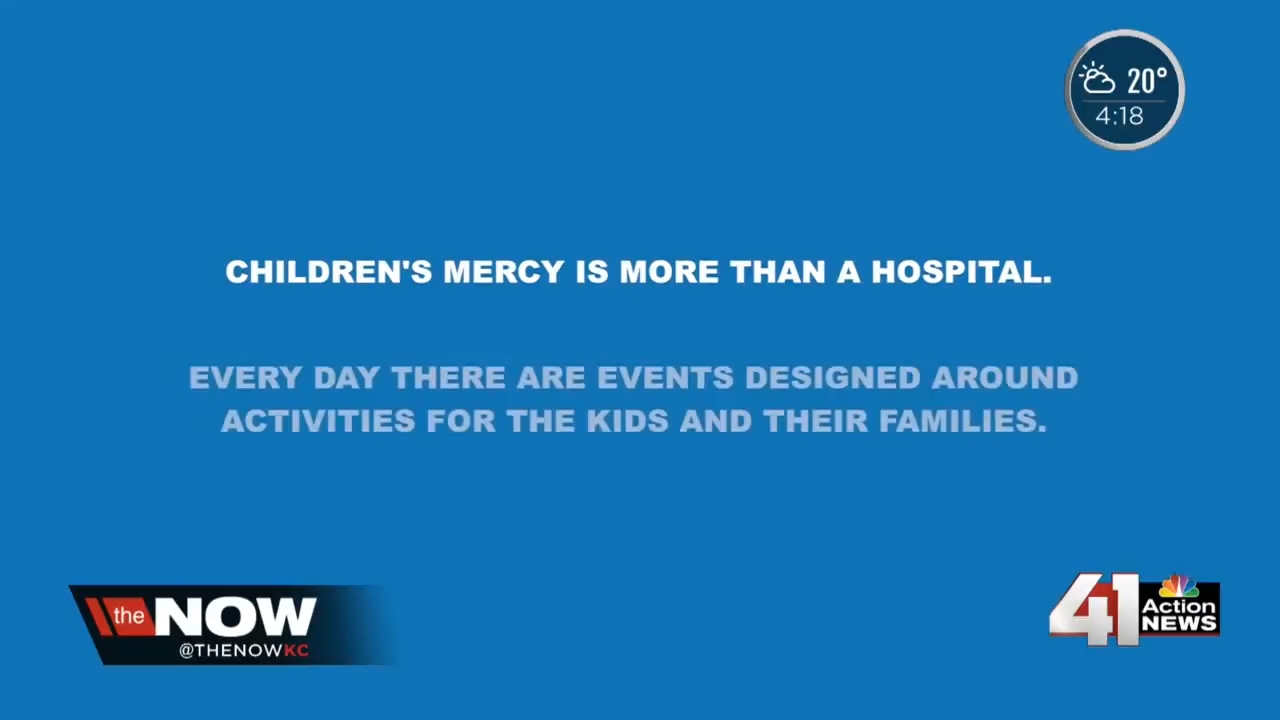 20°
4:18
CHILDREN'S MERCY IS MORE THAN A HOSPITAL.
EVERY DAY THERE ARE EVENTS DESIGNED AROUND
ACTIVITIES FOR THE KIDS AND THEIR FAMILIES.
the NOW
@THENOWKC
41 Action
NEWS